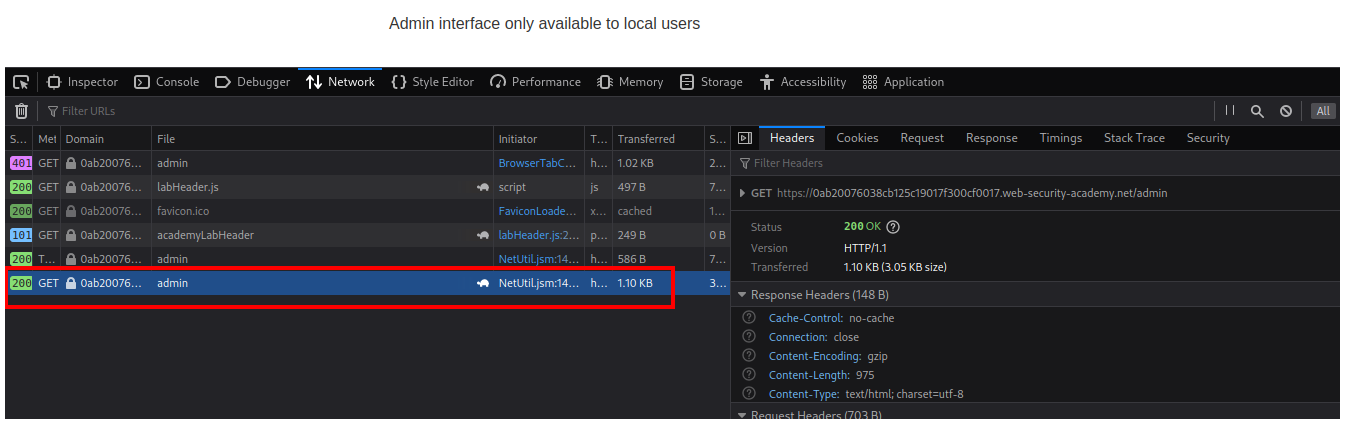 Admin interface only available to local users
Inspector Console Debugger Network Style Editor Performance Memory Storage Accessibility Application
Filter URLs All
S... Met Domain File Initiator T... Transferred S...
401 GET 0ab20076... admin BrowserTabC... h... 1.02 KB 2...
200 GET 0ab20076... labHeader.js script js 497 B 7...
200 GET 0ab20076... favicon.ico FaviconLoade... x... cached 1...
101 GET 0ab20076... academyLabHeader labHeader.js:2... p... 249 B 0 B
200 T... 0ab20076... admin NetUtil.jsm:14... h... 586 B 7...
200 GET 0ab20076... admin NetUtil.jsm:14... h... 1.10 KB 3...
Headers Cookies Request Response Timings Stack Trace Security
Filter Headers
GET https://0ab20076038cb125c19017f300cf0017.web-security-academy.net/admin
Status 200 OK ?
Version HTTP/1.1
Transferred 1.10 KB (3.05 KB size)
Response Headers (148 B)
? Cache-Control: no-cache
? Connection: close
? Content-Encoding: gzip
? Content-Length: 975
? Content-Type: text/html; charset=utf-8
Request Headers (703 B)